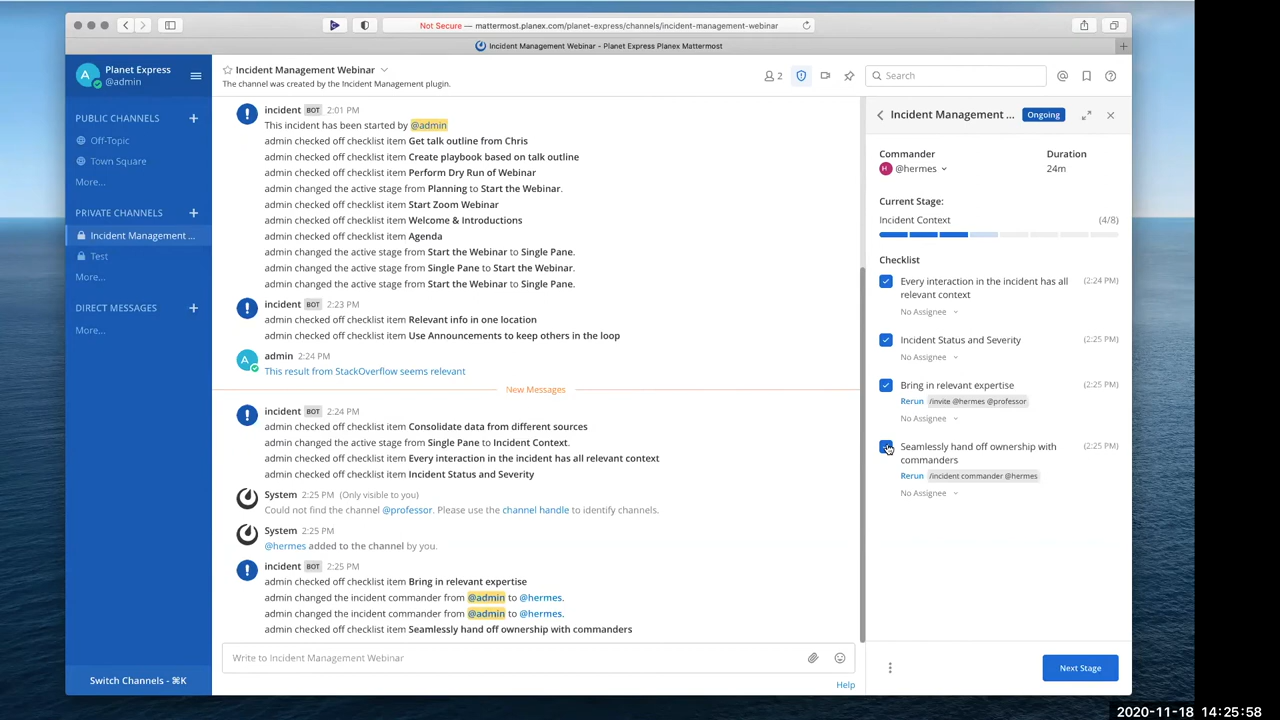 Not Secure — mattermost.planex.com/planet-express/channels/incident-management-webinar
Incident Management Webinar - Planet Express Planex Mattermost
Planet Express
@admin
PUBLIC CHANNELS
Off-Topic
Town Square
More...
PRIVATE CHANNELS
Incident Management ...
Test
More...
DIRECT MESSAGES
More...
Switch Channels - ⌘K
Incident Management Webinar
The channel was created by the Incident Management plugin.
2
Search
incident BOT 2:01 PM
This incident has been started by @admin
admin checked off checklist item Get talk outline from Chris
admin checked off checklist item Create playbook based on talk outline
admin checked off checklist item Perform Dry Run of Webinar
admin changed the active stage from Planning to Start the Webinar.
admin checked off checklist item Start Zoom Webinar
admin checked off checklist item Welcome & Introductions
admin checked off checklist item Agenda
admin changed the active stage from Start the Webinar to Single Pane.
admin changed the active stage from Single Pane to Start the Webinar.
admin changed the active stage from Start the Webinar to Single Pane.
incident BOT 2:23 PM
admin checked off checklist item Relevant info in one location
admin checked off checklist item Use Announcements to keep others in the loop
admin 2:24 PM
This result from StackOverflow seems relevant
New Messages
incident BOT 2:24 PM
admin checked off checklist item Consolidate data from different sources
admin changed the active stage from Single Pane to Incident Context.
admin checked off checklist item Every interaction in the incident has all relevant context
admin checked off checklist item Incident Status and Severity
System 2:25 PM (Only visible to you)
Could not find the channel @professor. Please use the channel handle to identify channels.
System 2:25 PM
@hermes added to the channel by you.
incident BOT 2:25 PM
admin checked off checklist item Bring in relevant expertise
admin changed the incident commander from @admin to @hermes.
admin changed the incident commander from @admin to @hermes.
admin checked off checklist item Seamlessly hand off ownership with commanders
Write to Incident Management Webinar
Help
Incident Management ... Ongoing
Commander Duration
H @hermes 24m
Current Stage:
Incident Context (4/8)
Checklist
Every interaction in the incident has all (2:24 PM)
relevant context
No Assignee
Incident Status and Severity (2:25 PM)
No Assignee
Bring in relevant expertise (2:25 PM)
Rerun /invite @hermes @professor
No Assignee
Seamlessly hand off ownership with (2:25 PM)
commanders
Rerun /incident commander @hermes
No Assignee
Next Stage
2020-11-18 14:25:58